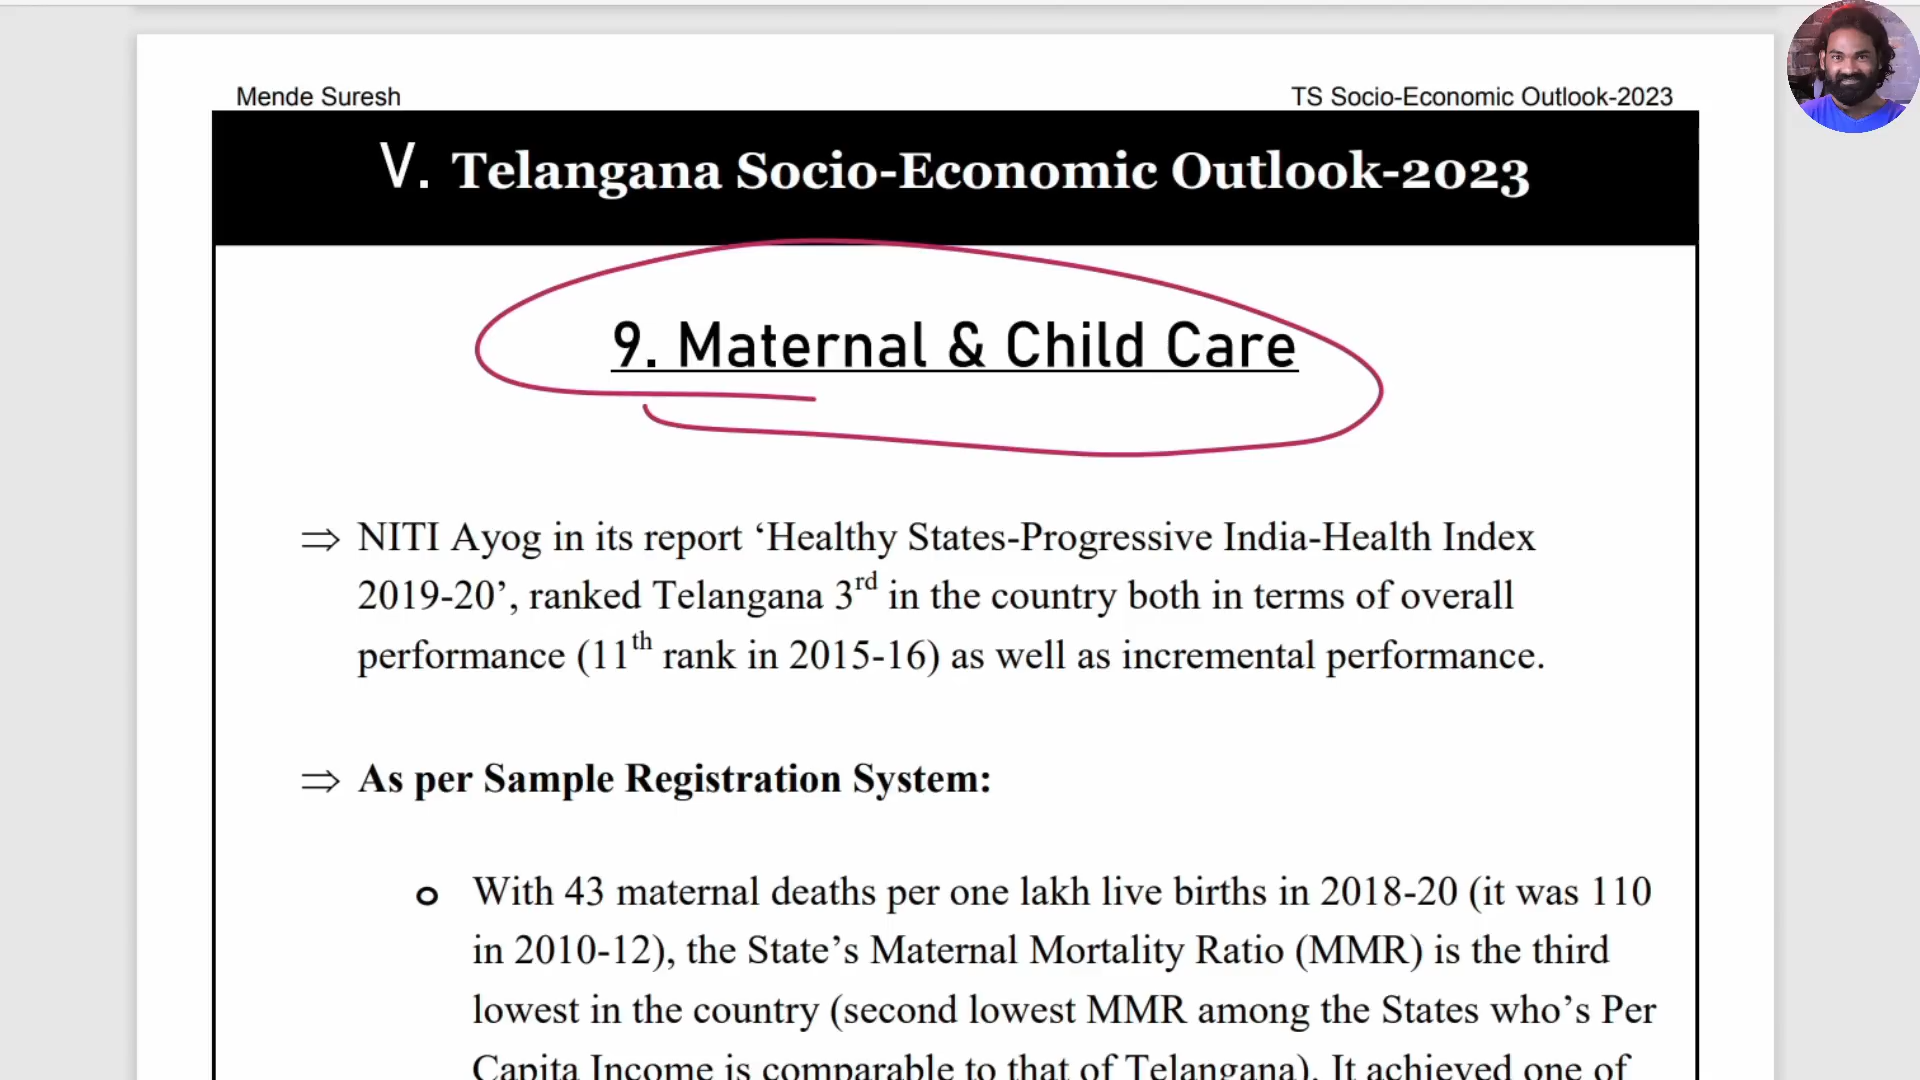 Mende Suresh
TS Socio-Economic Outlook-2023
V. Telangana Socio-Economic Outlook-2023
9. Maternal & Child Care
⇒ NITI Ayog in its report ‘Healthy States-Progressive India-Health Index
2019-20’, ranked Telangana 3rd in the country both in terms of overall
performance (11th rank in 2015-16) as well as incremental performance.
⇒ As per Sample Registration System:
o With 43 maternal deaths per one lakh live births in 2018-20 (it was 110
in 2010-12), the State’s Maternal Mortality Ratio (MMR) is the third
lowest in the country (second lowest MMR among the States who’s Per
Capita Income is comparable to that of Telangana). It achieved one of